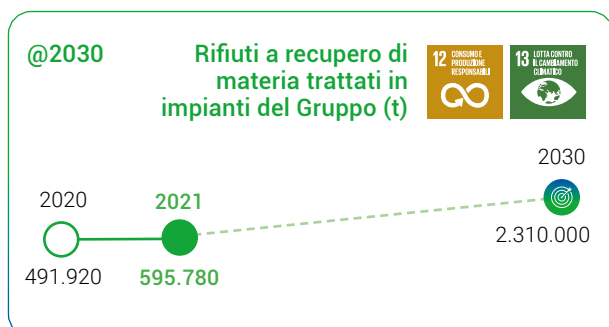 @2030
Rifiuti a recupero di
materia trattati in
impianti del Gruppo (t)
12 CONSUMO E
PRODUZIONE
RESPONSABILI
13 LOTTA CONTRO
IL CAMBIAMENTO
CLIMATICO
2020
2021
2030
491.920
595.780
2.310.000